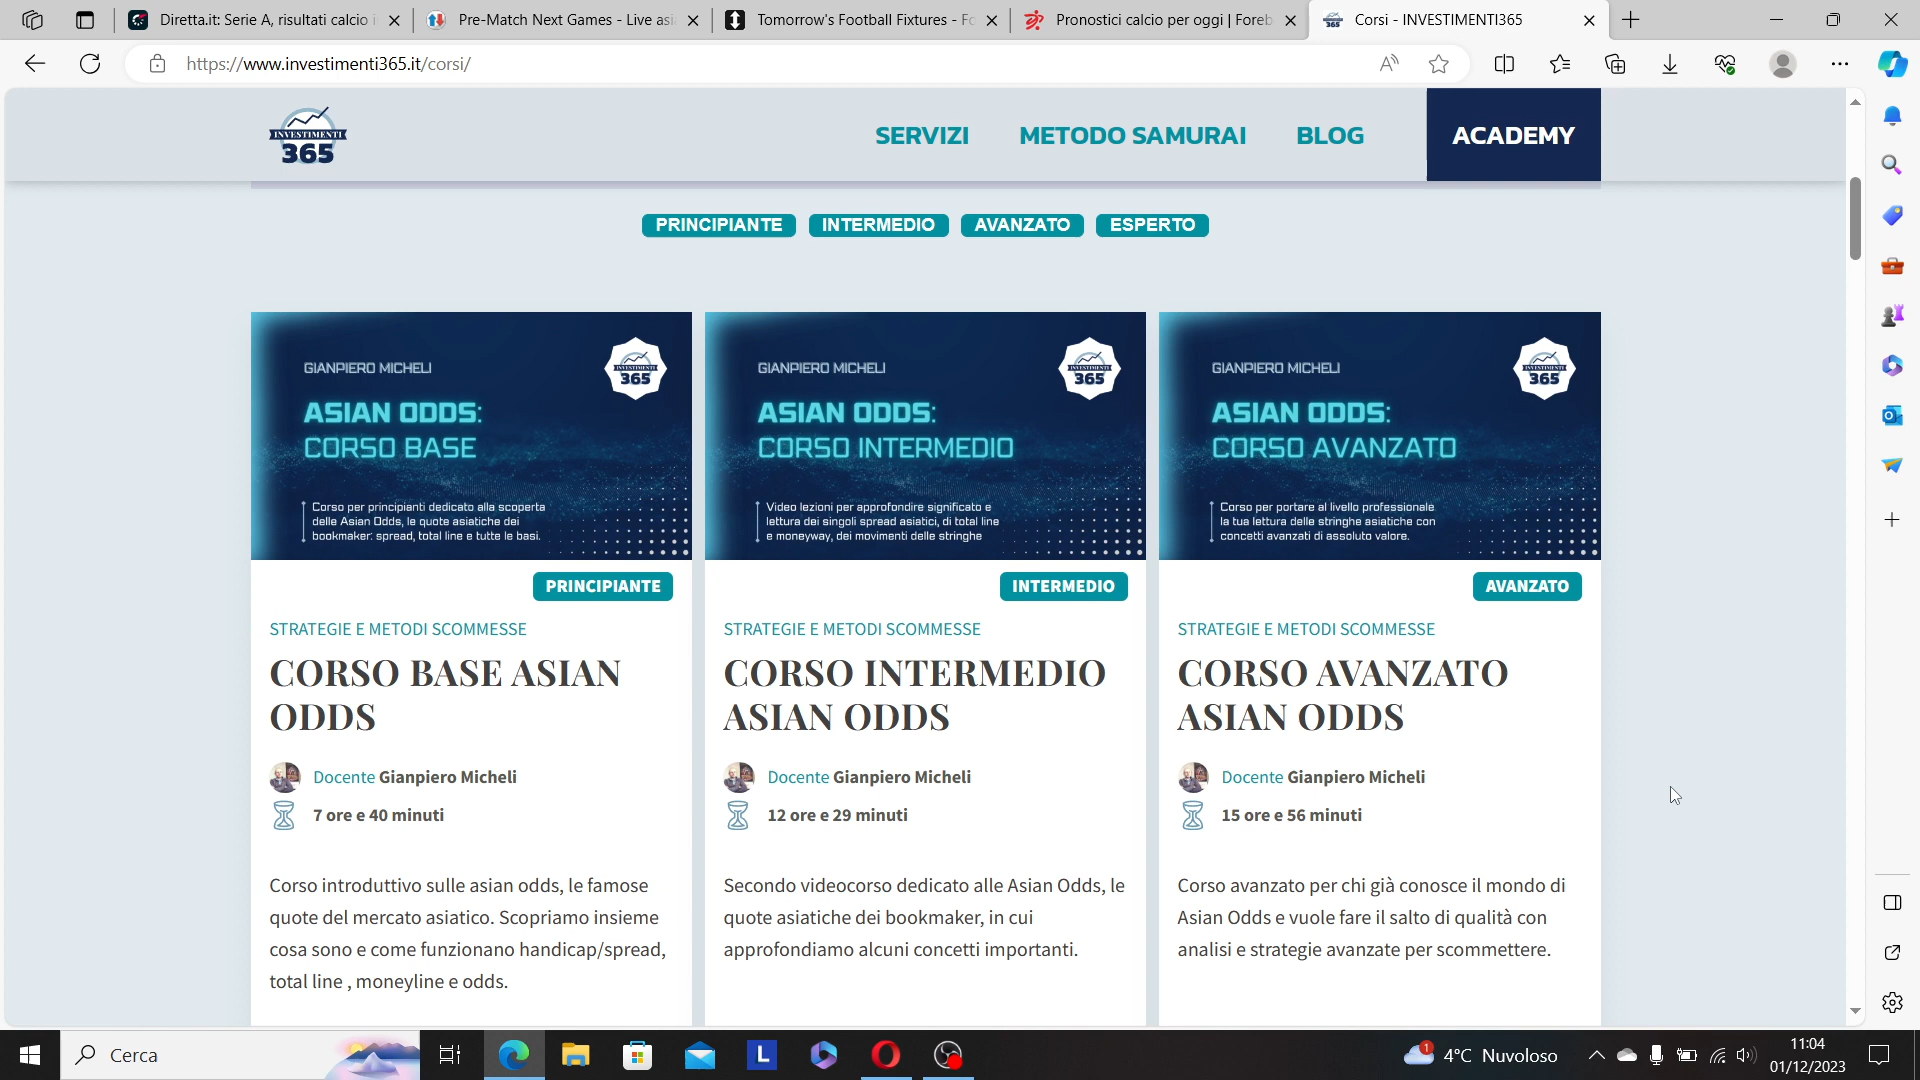 Diretta.it: Serie A, risultati calcio i
Pre-Match Next Games - Live asi
Tomorrow's Football Fixtures - Fo
Pronostici calcio per oggi | Foreb
Corsi - INVESTIMENTI365
https://www.investimenti365.it/corsi/
INVESTIMENTI
365
SERVIZI
METODO SAMURAI
BLOG
ACADEMY
PRINCIPIANTE
INTERMEDIO
AVANZATO
ESPERTO
GIANPIERO MICHELI
INVESTIMENTI
365
ASIAN ODDS:
CORSO BASE
Corso per principianti dedicato alla scoperta
delle Asian Odds, le quote asiatiche dei
bookmaker: spread, total line e tutte le basi.
PRINCIPIANTE
STRATEGIE E METODI SCOMMESSE
CORSO BASE ASIAN
ODDS
Docente Gianpiero Micheli
7 ore e 40 minuti
Corso introduttivo sulle asian odds, le famose
quote del mercato asiatico. Scopriamo insieme
cosa sono e come funzionano handicap/spread,
total line , moneyline e odds.
GIANPIERO MICHELI
INVESTIMENTI
365
ASIAN ODDS:
CORSO INTERMEDIO
Video lezioni per approfondire significato e
lettura dei singoli spread asiatici, di total line
e moneyway, dei movimenti delle stringhe
INTERMEDIO
STRATEGIE E METODI SCOMMESSE
CORSO INTERMEDIO
ASIAN ODDS
Docente Gianpiero Micheli
12 ore e 29 minuti
Secondo videocorso dedicato alle Asian Odds, le
quote asiatiche dei bookmaker, in cui
approfondiamo alcuni concetti importanti.
GIANPIERO MICHELI
INVESTIMENTI
365
ASIAN ODDS:
CORSO AVANZATO
Corso per portare al livello professionale
la tua lettura delle stringhe asiatiche con
concetti avanzati di assoluto valore.
AVANZATO
STRATEGIE E METODI SCOMMESSE
CORSO AVANZATO
ASIAN ODDS
Docente Gianpiero Micheli
15 ore e 56 minuti
Corso avanzato per chi già conosce il mondo di
Asian Odds e vuole fare il salto di qualità con
analisi e strategie avanzate per scommettere.
Cerca
L
1
4°C Nuvoloso
11:04
01/12/2023